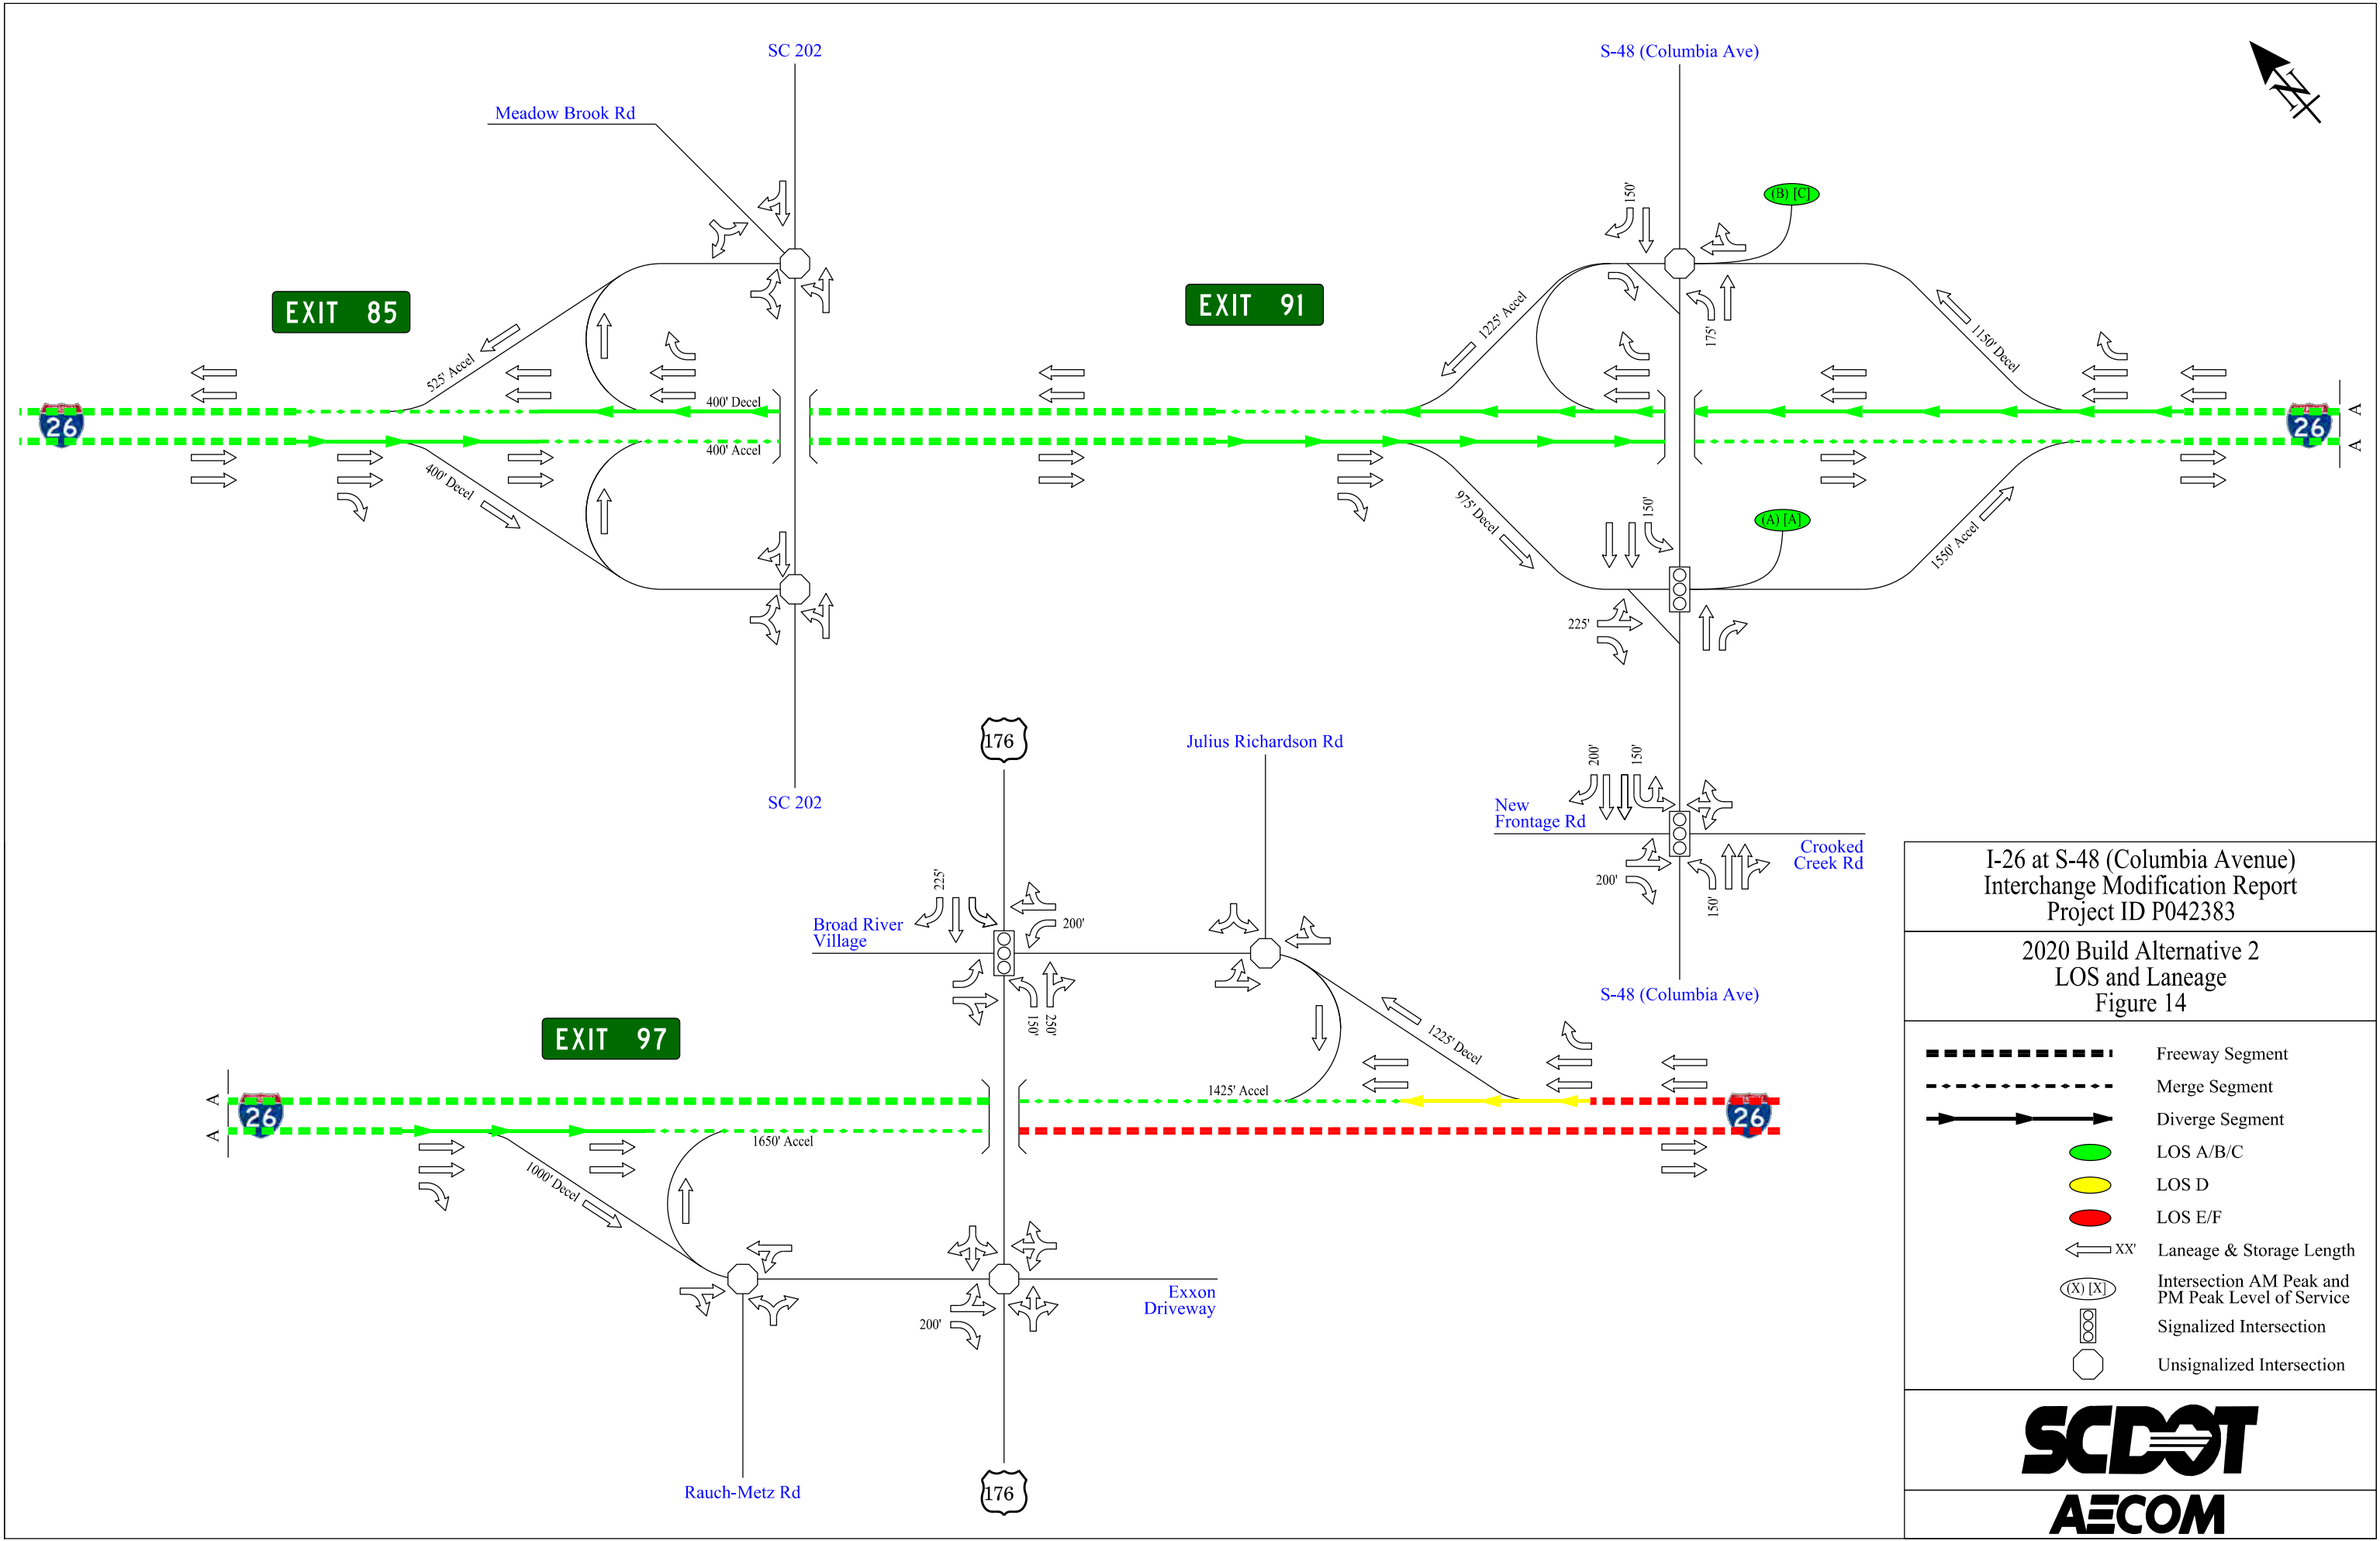 SC 202
S-48 (Columbia Ave)
N
Meadow Brook Rd
150'
(B) [C]
EXIT 85
EXIT 91
525' Accel
1225' Accel
175'
1150' Decel
400' Decel
26
26
A
A
400' Accel
400' Decel
975' Decel
150'
(A) [A]
1550' Accel
225'
176
Julius Richardson Rd
200'
150'
SC 202
New
Frontage Rd
Crooked
Creek Rd
200'
150'
225'
Broad River
Village
200'
S-48 (Columbia Ave)
150'
250'
EXIT 97
1225' Decel
1425' Accel
A
A
26
26
1650' Accel
1000' Decel
Exxon
Driveway
200'
Rauch-Metz Rd
176
I-26 at S-48 (Columbia Avenue)
Interchange Modification Report
Project ID P042383
2020 Build Alternative 2
LOS and Laneage
Figure 14
Freeway Segment
Merge Segment
Diverge Segment
LOS A/B/C
LOS D
LOS E/F
XX' Laneage & Storage Length
(X) [X] Intersection AM Peak and
PM Peak Level of Service
Signalized Intersection
Unsignalized Intersection
SCDOT
AECOM